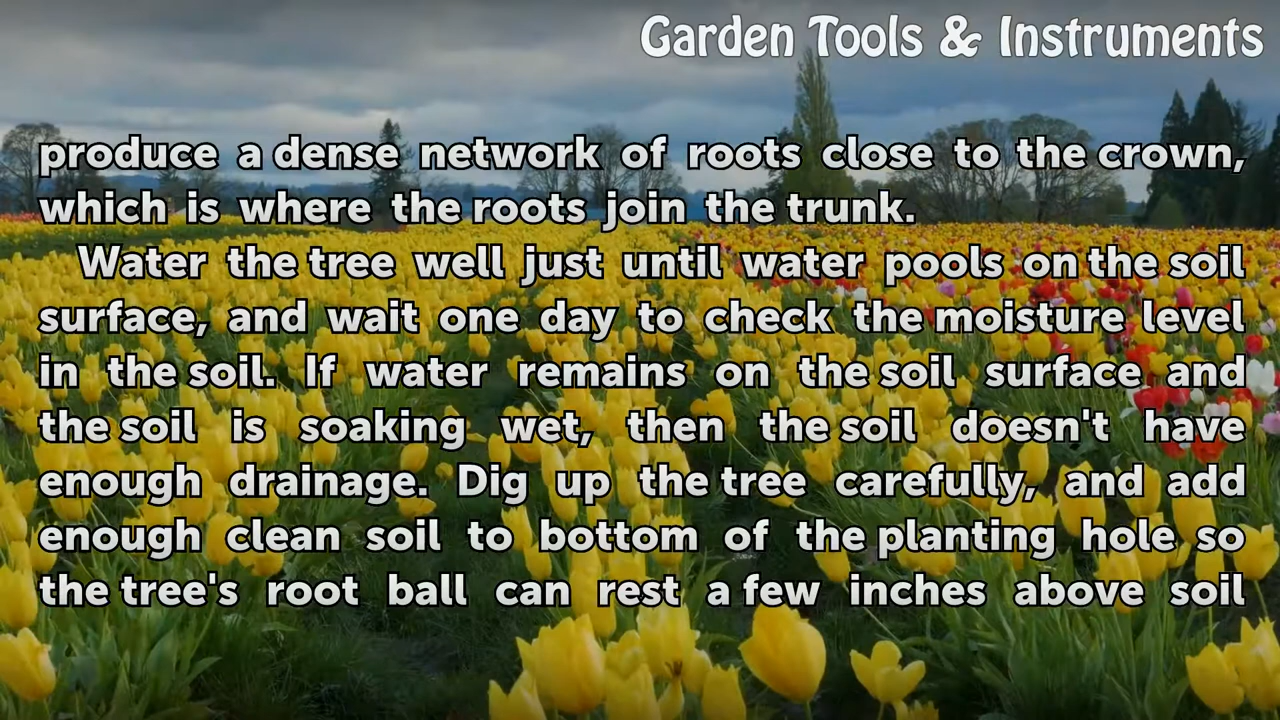 Garden Tools & Instruments
produce a dense network of roots close to the crown,
which is where the roots join the trunk.
Water the tree well just until water pools on the soil
surface, and wait one day to check the moisture level
in the soil. If water remains on the soil surface and
the soil is soaking wet, then the soil doesn't have
enough drainage. Dig up the tree carefully, and add
enough clean soil to bottom of the planting hole so
the tree's root ball can rest a few inches above soil